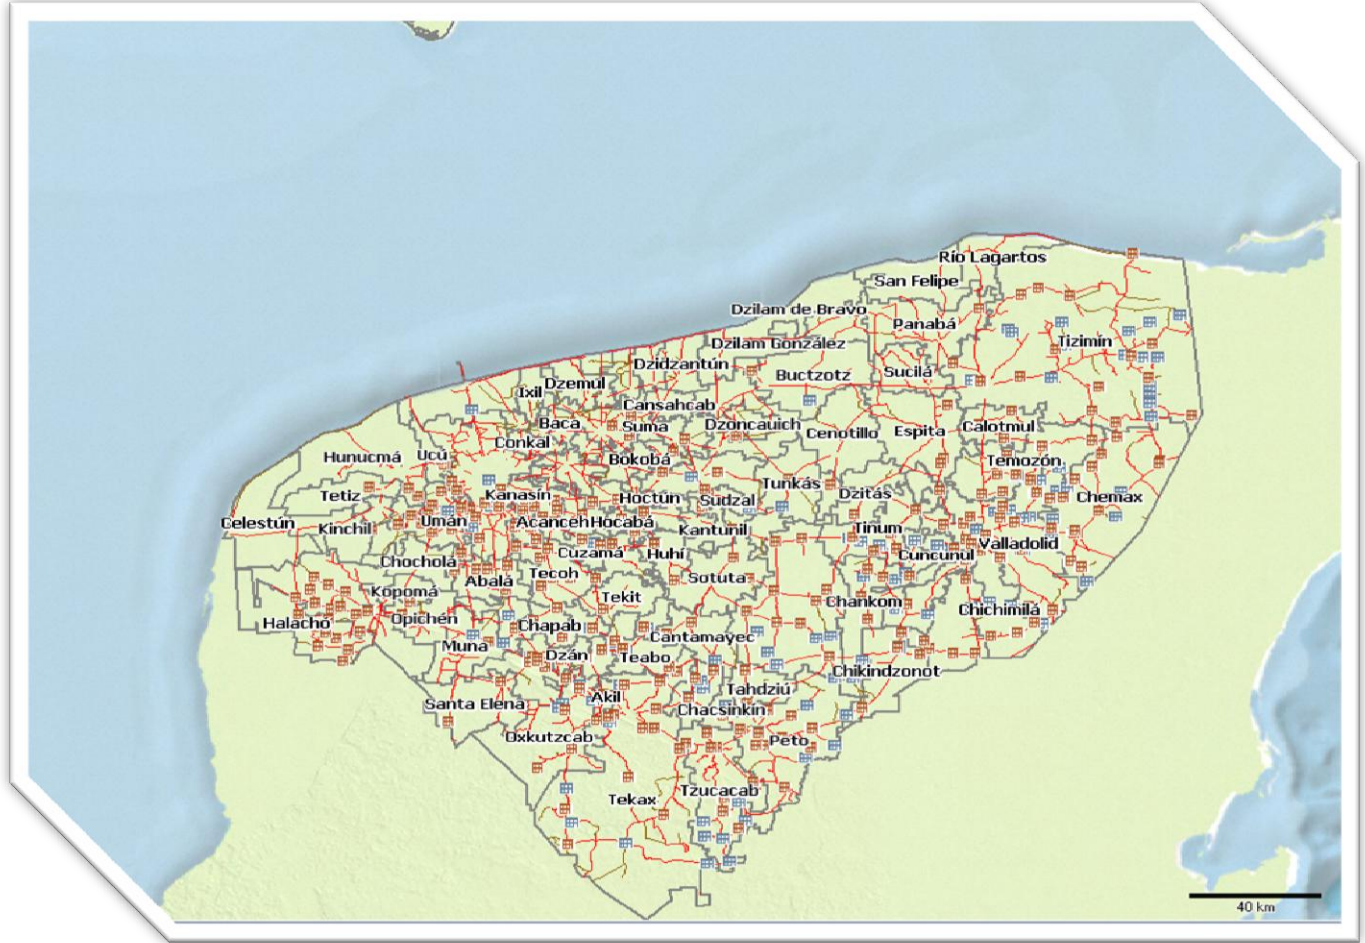 Río Lagartos
San Felipe
Dzilam de Bravo
Panabá
Dzilam González
Tizimín
Dzidzantún
Buctzotz
Sucilá
Dzemul
Ixil
Cansahcab
Baca
Suma
Dzoncauich
Cenotillo
Espita
Calotmul
Conkal
Hunucmá
Ucú
Bokobá
Temozón
Tunkás
Tetiz
Kanasín
Hoctún
Sudzal
Dzitás
Chemax
Celestún
Kinchil
Umán
Acanceh
Hocabá
Kantunil
Tinum
Valladolid
Cuzamá
Huhí
Cuncunul
Chocholá
Abalá
Tecoh
Sotuta
Kopomá
Tekit
Chankom
Chichimilá
Halachó
Opichén
Chapab
Cantamayec
Muna
Dzán
Teabo
Chikindzonot
Tahdziú
Santa Elena
Akil
Chacsinkín
Oxkutzcab
Peto
Tekax
Tzucacab
40 km